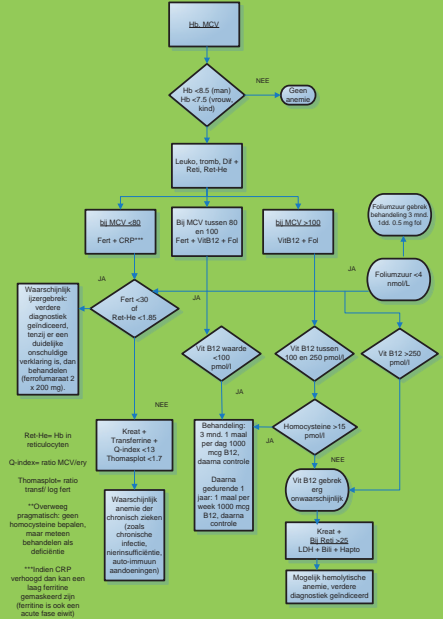 Hb, MCV
Hb <8.5 (man)
Hb <7.5 (vrouw,
kind)
NEE
Geen
anemie
JA
Leuko, tromb, Dif +
Reti, Ret-He
bij MCV <80
Fert + CRP***
Bij MCV tussen 80
en 100
Fert + VitB12 + Fol
bij MCV >100
VitB12 + Fol
Foliumzuur gebrek
behandeling 3 mnd.
1dd. 0.5 mg fol
JA
Foliumzuur <4
nmol/L
JA
Waarschijnlijk
ijzergebrek:
verdere
diagnostiek
geïndiceerd,
tenzij er een
duidelijke
onschuldige
verklaring is, dan
behandelen
(ferrofumaraat 2
x 200 mg).
Fert <30
of
Ret-He <1.85
Vit B12 waarde
<100
pmol/l
Vit B12 tussen
100 en 250 pmol/l
Vit B12 >250
pmol/l
NEE
JA
JA
Kreat +
Transferrine +
Q-index <13
Thomasplot <1.7
Behandeling:
3 mnd. 1 maal
per dag 1000
mcg B12,
daarna controle
Daarna
gedurende 1
jaar: 1 maal per
week 1000 mcg
B12, daarna
controle
Homocysteine >15
pmol/l
JA
NEE
Vit B12 gebrek
erg
onwaarschijnlijk
Ret-He= Hb in
reticulocyten
Q-index= ratio MCV/ery
Thomasplot= ratio
transf/ log fert
**Overweeg
pragmatisch: geen
homocysteine bepalen,
maar meteen
behandelen als
deficiëntie
***Indien CRP
verhoogd dan kan een
laag ferritine
gemaskeerd zijn
(ferritine is ook een
acute fase eiwit)
Waarschijnlijk
anemie der
chronisch zieken
(zoals
chronische
infectie,
nierinsufficiëntie,
auto-immuun
aandoeningen)
Kreat +
Bij Reti >25
LDH + Bili + Hapto
Mogelijk hemolytische
anemie, verdere
diagnostiek geïndiceerd